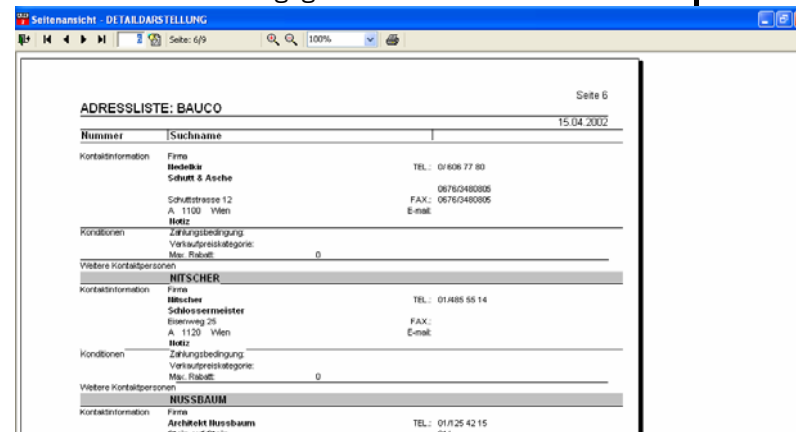 Seitenansicht - DETAILDARSTELLUNG
Seite: 6/9 100%
Seite 6
ADRESSLISTE: BAUCO
15.04.2002
Nummer Suchname
Kontaktinformation Firma
Nedelkir TEL.: 0/ 606 77 80
Schutt & Asche
0676/3480805
Schuttstrasse 12 FAX.: 0676/3480805
A 1100 Wien E-mail:
Notiz
Konditionen Zahlungsbedingung:
Verkaufpreiskategorie:
Max. Rabatt: 0
Weitere Kontaktpersonen
NITSCHER
Kontaktinformation Firma
Nitscher TEL.: 01/485 55 14
Schlossermeister
Eisenweg 25 FAX.:
A 1120 Wien E-mail:
Notiz
Konditionen Zahlungsbedingung:
Verkaufpreiskategorie:
Max. Rabatt: 0
Weitere Kontaktpersonen
NUSSBAUM
Kontaktinformation Firma
Architekt Nussbaum TEL.: 01/125 42 15